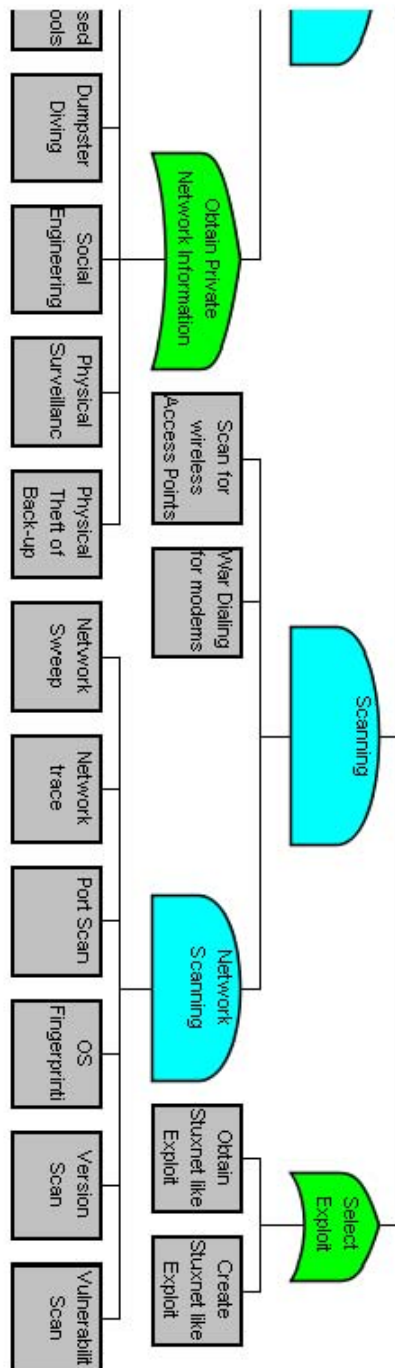 Scanning
Select
Exploit
Obtain Private
Network Information
Scan for
wireless
Access Points
War Dialing
for modems
Network
Scanning
Obtain
Stuxnet like
Exploit
Create
Stuxnet like
Exploit
sed
ools
Dumpster
Diving
Social
Engineering
Physical
Surveillanc
Physical
Theft of
Back-up
Network
Sweep
Network
trace
Port Scan
OS
Fingerprinti
Version
Scan
Vulnerabilit
Scan